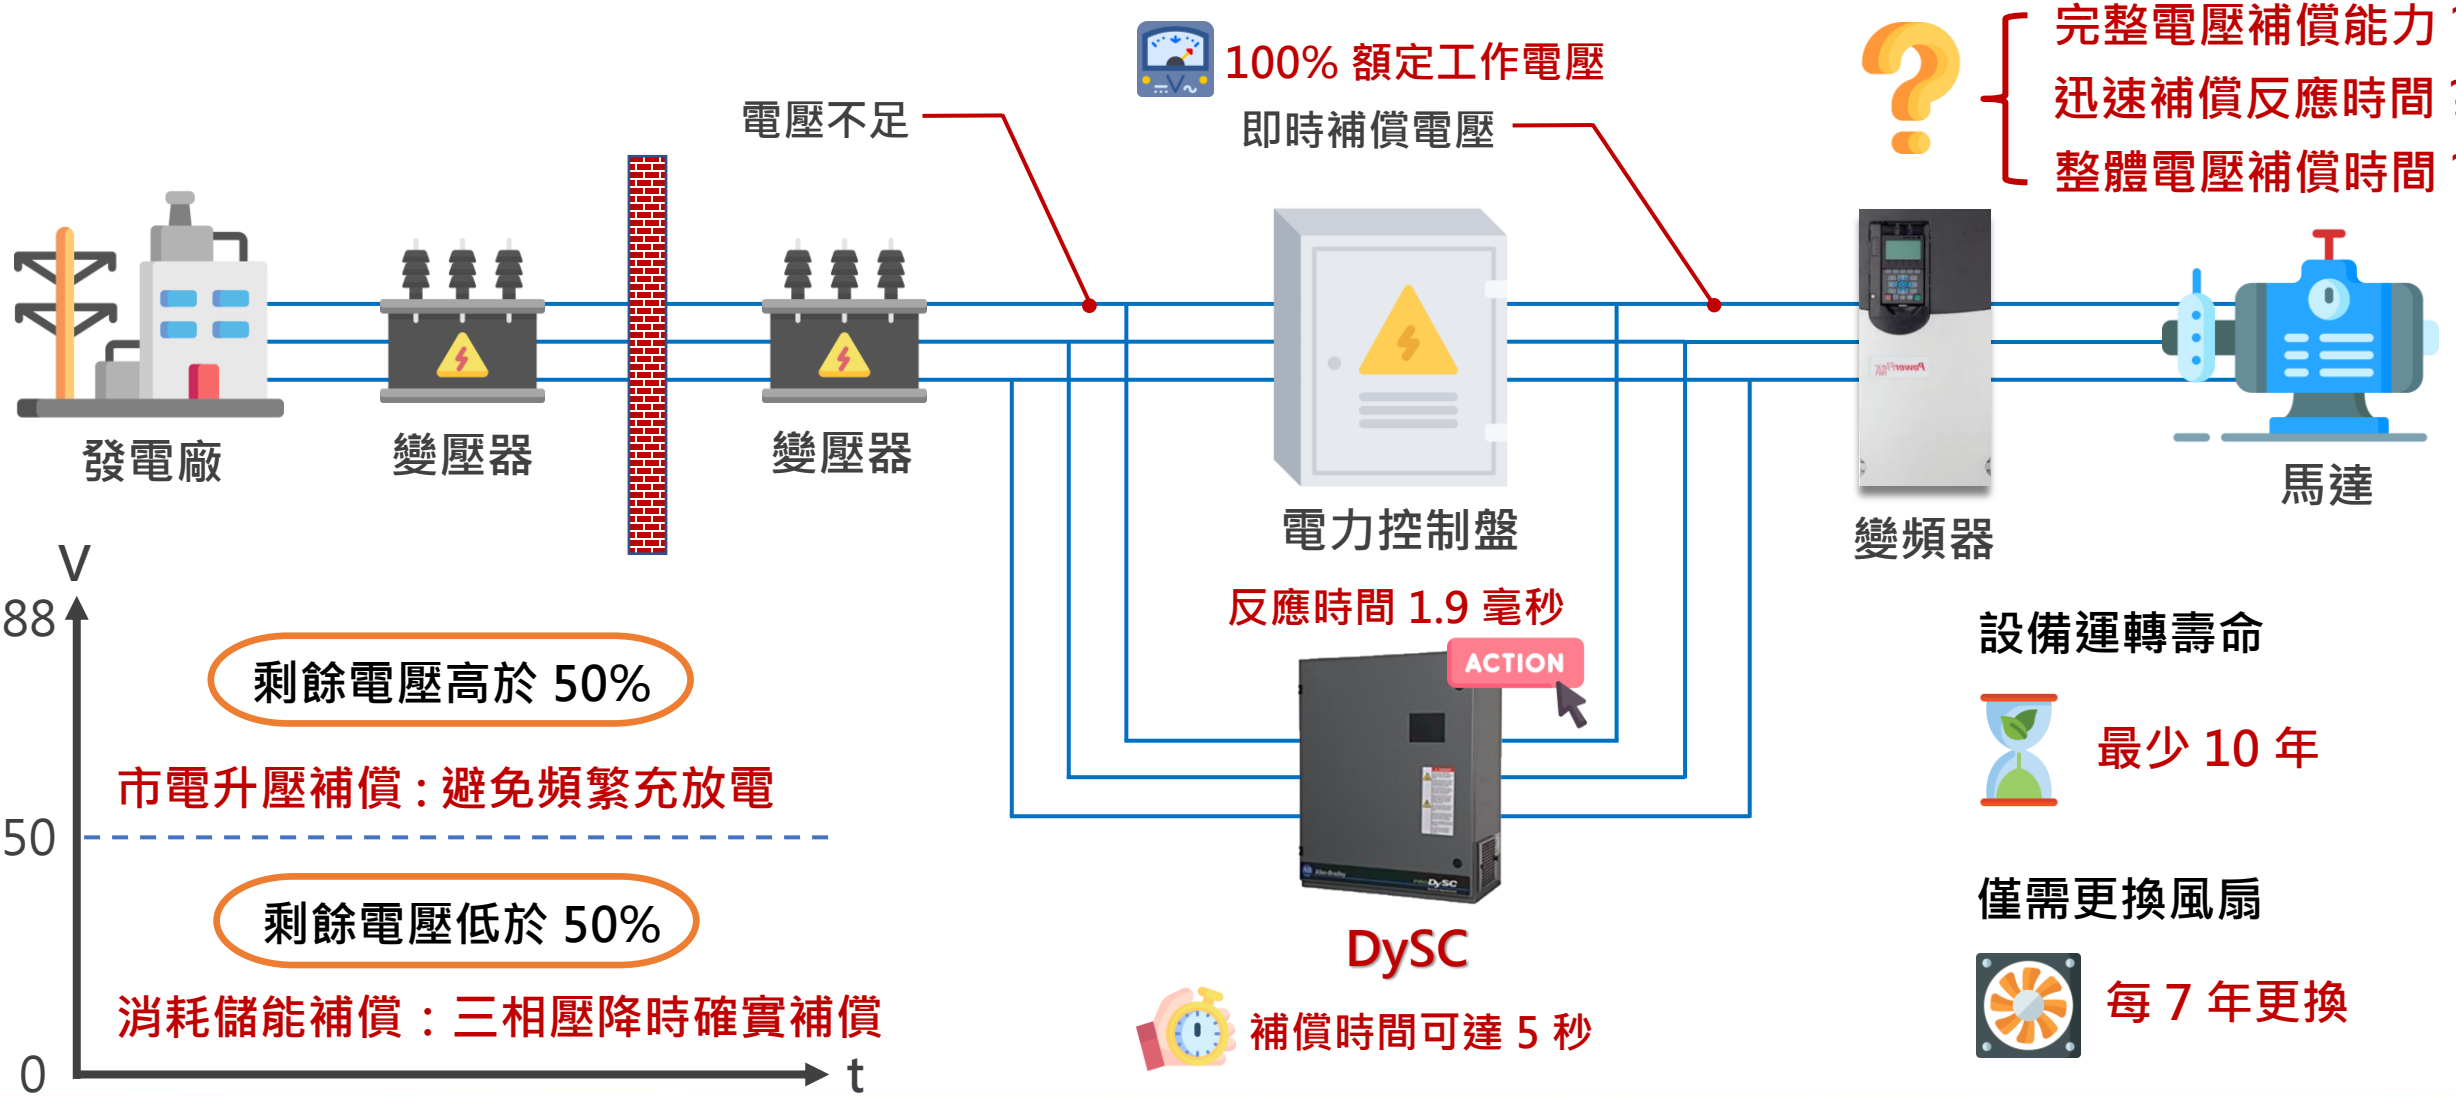 完整電壓補償能力
迅速補償反應時間
整體電壓補償時間
100% 額定工作電壓
即時補償電壓
電壓不足
發電廠
變壓器
變壓器
電力控制盤
變頻器
馬達
PowerFlex
反應時間 1.9 毫秒
ACTION
Allen-Bradley
DySC
DySC
補償時間可達 5 秒
V
88
剩餘電壓高於 50%
市電升壓補償 : 避免頻繁充放電
50
剩餘電壓低於 50%
消耗儲能補償 : 三相壓降時確實補償
0
t
設備運轉壽命
最少 10 年
僅需更換風扇
每 7 年更換